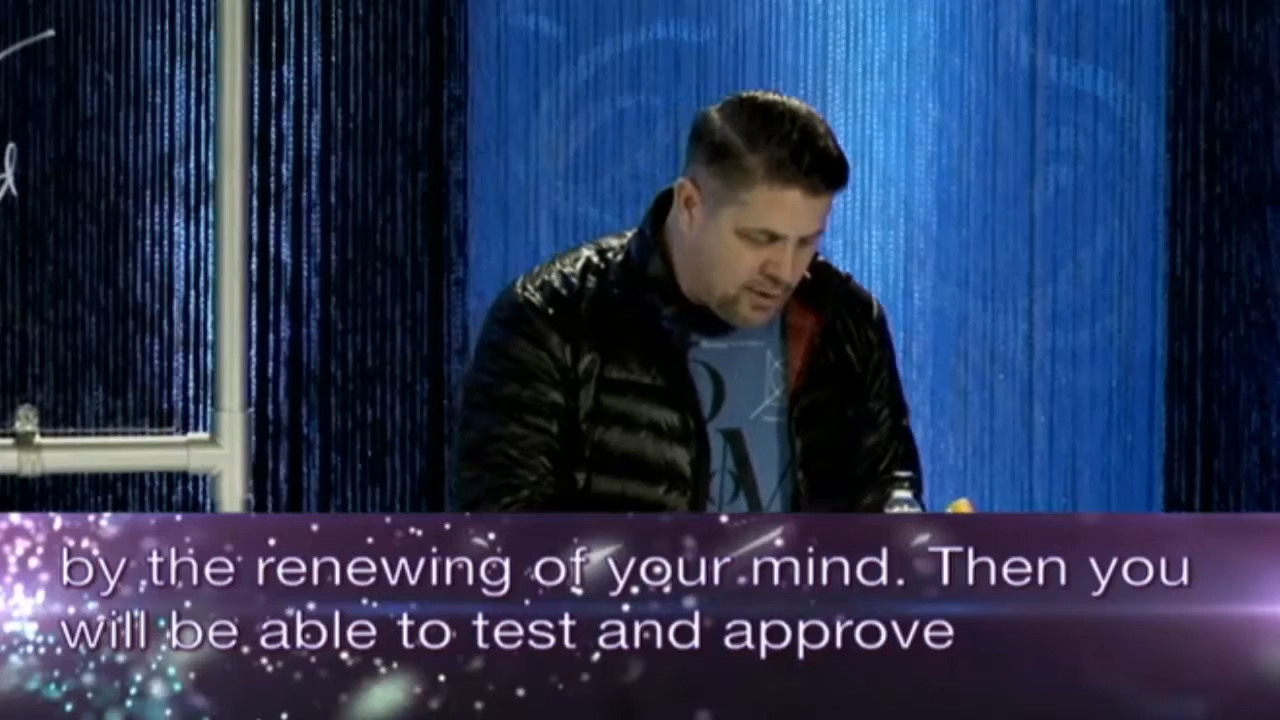 by the renewing of your mind. Then you
will be able to test and approve